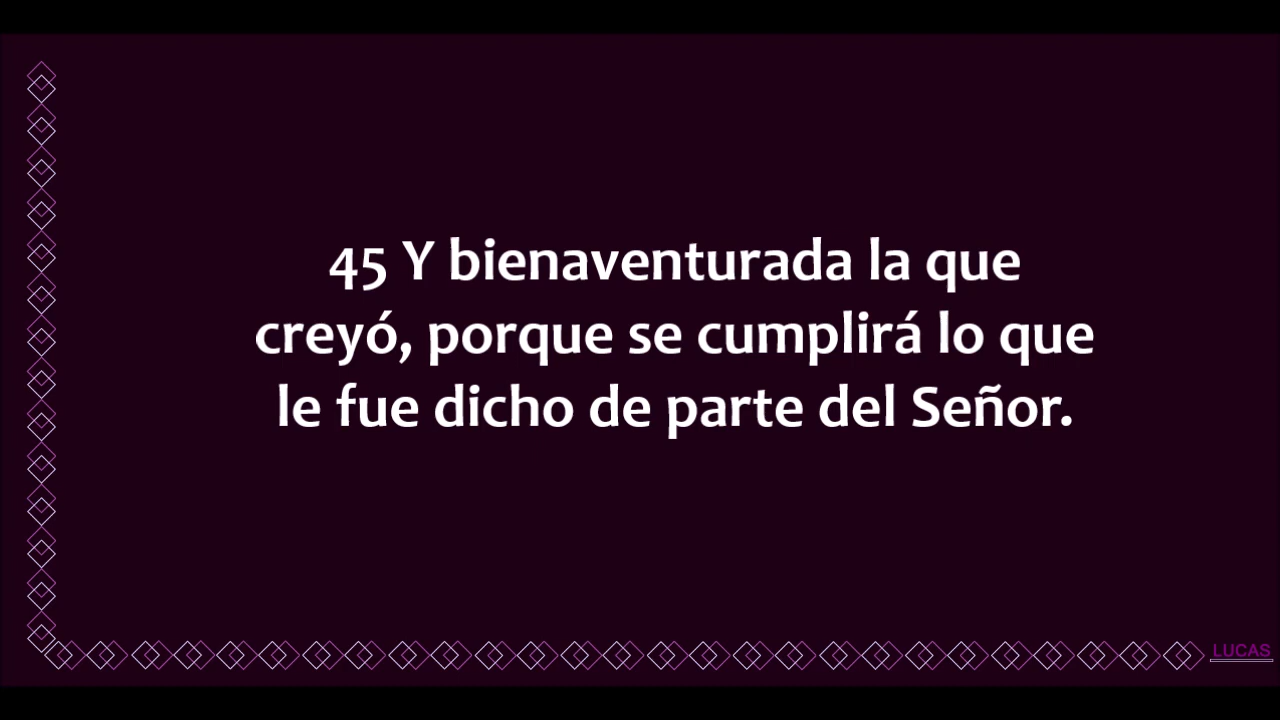 45 Y bienaventurada la que
creyó, porque se cumplirá lo que
le fue dicho de parte del Señor.
LUCAS